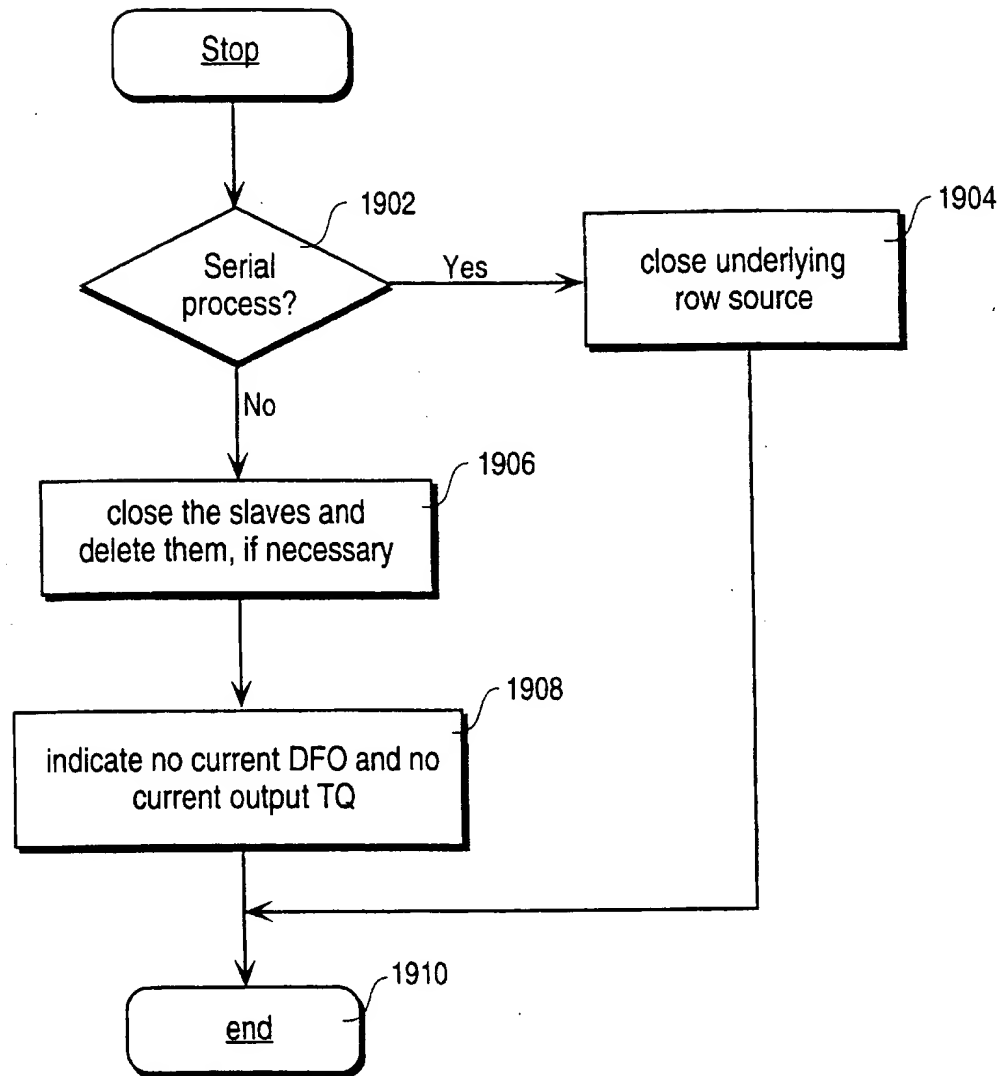 Stop
1902
Serial
process?
Yes
1904
close underlying
row source
No
1906
close the slaves and
delete them, if necessary
1908
indicate no current DFO and no
current output TQ
1910
end